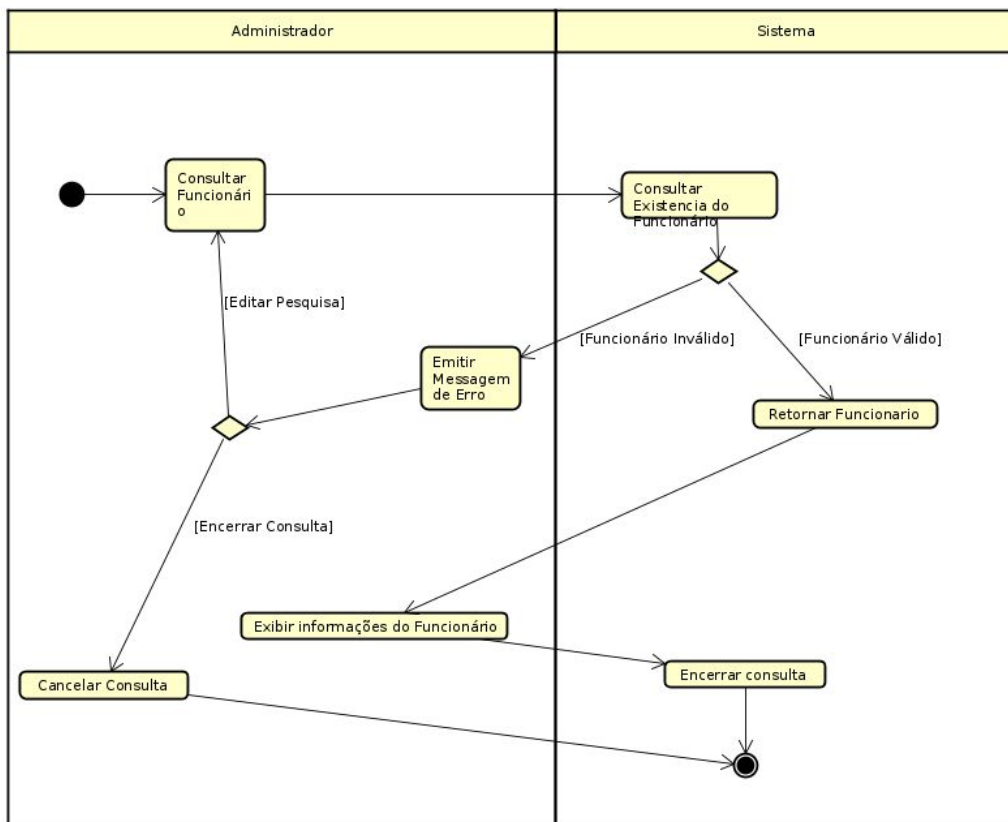 Administrador
Sistema
Consultar
Funcionári
o
Consultar
Existencia do
Funcionário
[Editar Pesquisa]
[Funcionário Inválido]
[Funcionário Válido]
Emitir
Messagem
de Erro
Retornar Funcionario
[Encerrar Consulta]
Exibir informações do Funcionário
Encerrar consulta
Cancelar Consulta